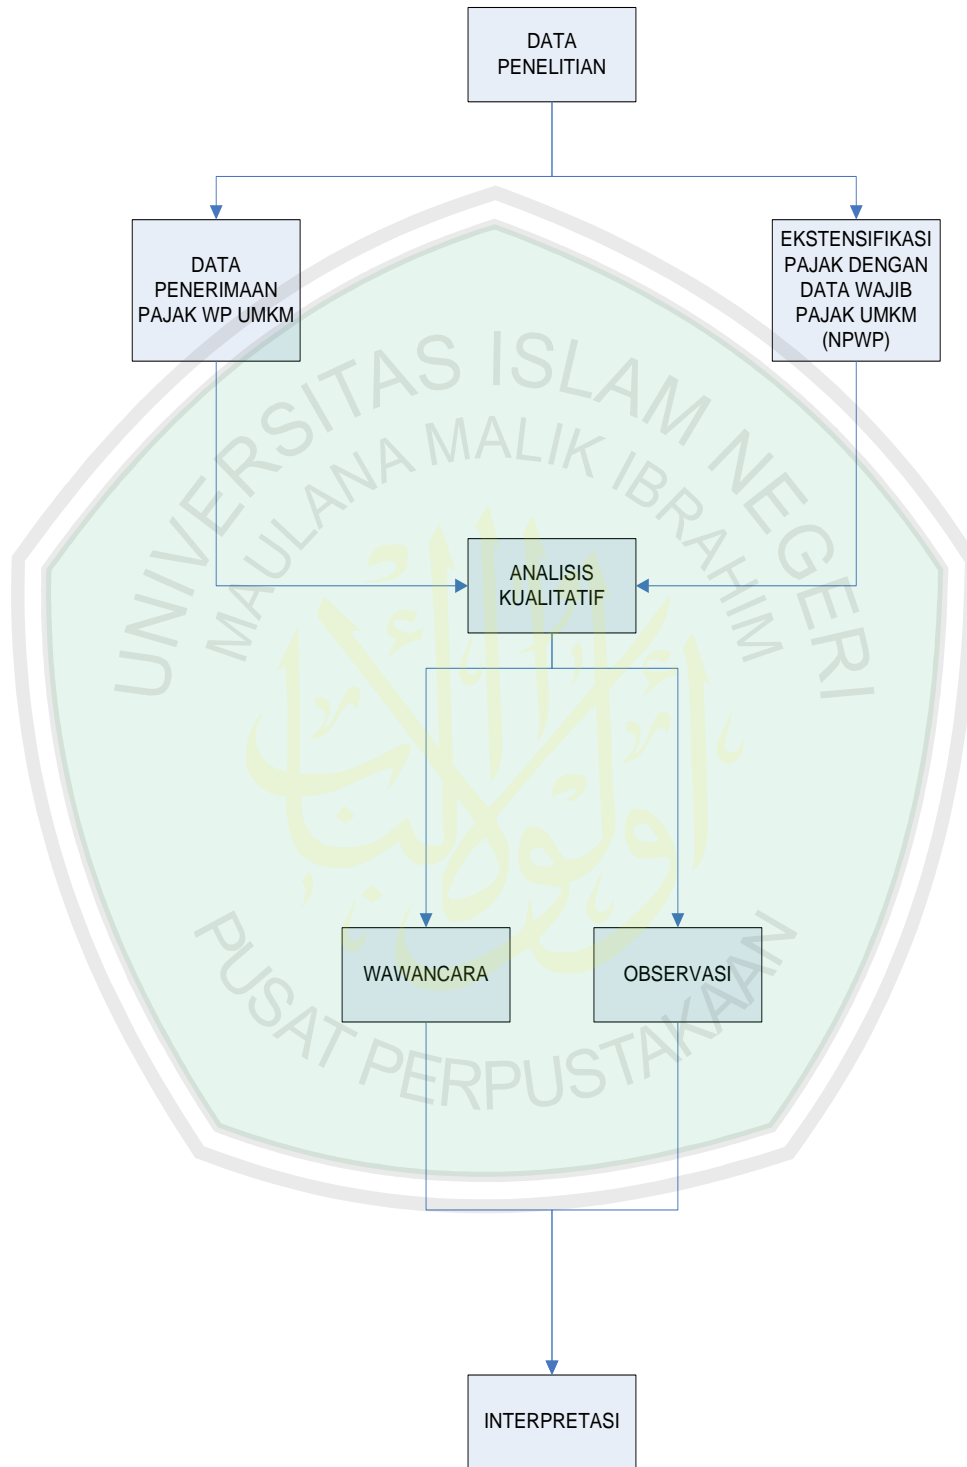 DATA
PENELITIAN
DATA
PENERIMAAN
PAJAK WP UMKM
EKSTENSIFIKASI
PAJAK DENGAN
DATA WAJIB
PAJAK UMKM
(NPWP)
UNIVERSITAS ISLAM NEGERI
MAULANA MALIK IBRAHIM
ANALISIS
KUALITATIF
WAWANCARA
OBSERVASI
PUSAT PERPUSTAKAAN
INTERPRETASI